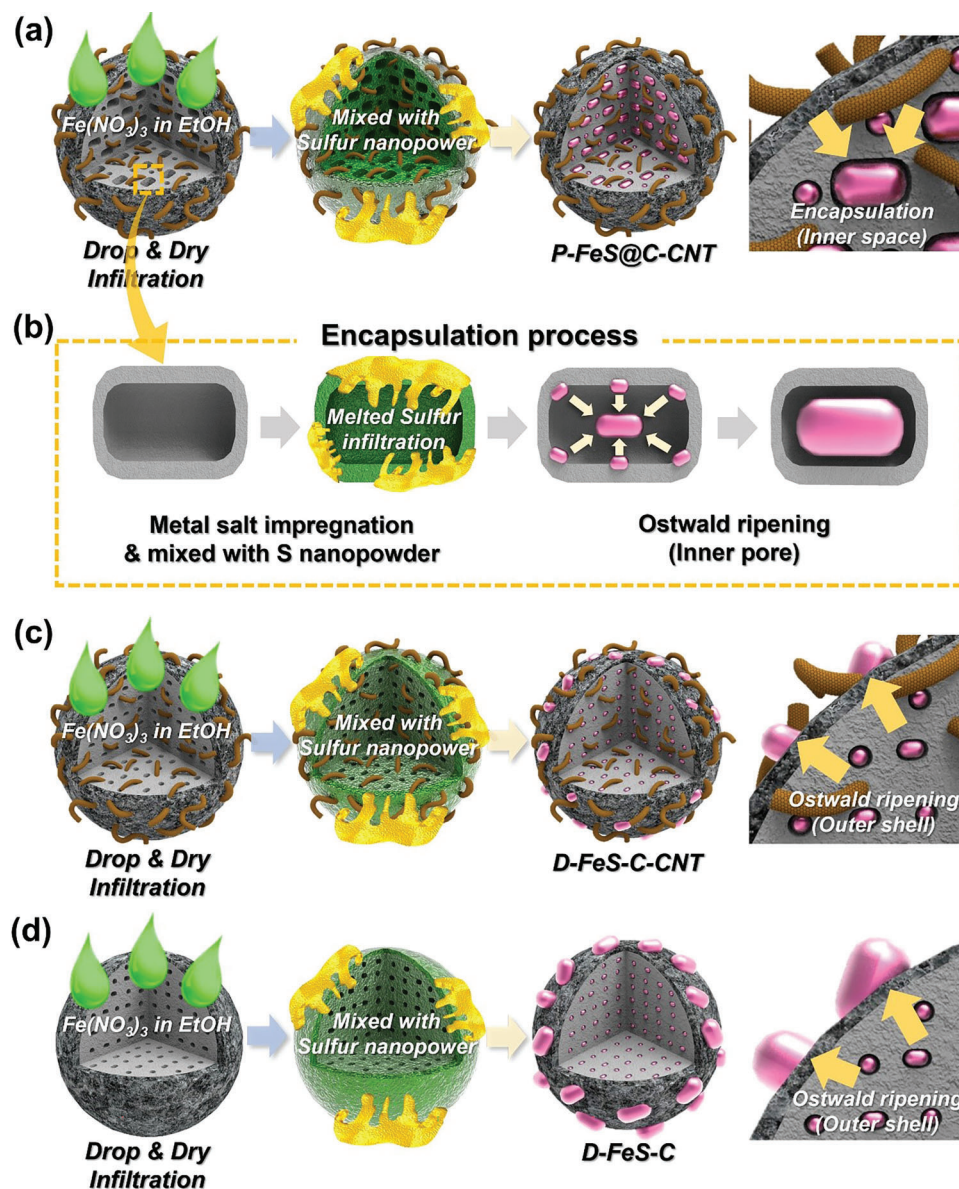 (a)
Fe(NO3)3 in EtOH
Mixed with
Sulfur nanopower
Drop & Dry
Infiltration
P-FeS@C-CNT
Encapsulation
(Inner space)
(b)
Encapsulation process
Melted Sulfur
infiltration
Metal salt impregnation
& mixed with S nanopowder
Ostwald ripening
(Inner pore)
(c)
Fe(NO3)3 in EtOH
Mixed with
Sulfur nanopower
Drop & Dry
Infiltration
D-FeS-C-CNT
Ostwald ripening
(Outer shell)
(d)
Fe(NO3)3 in EtOH
Mixed with
Sulfur nanopower
Drop & Dry
Infiltration
D-FeS-C
Ostwald ripening
(Outer shell)